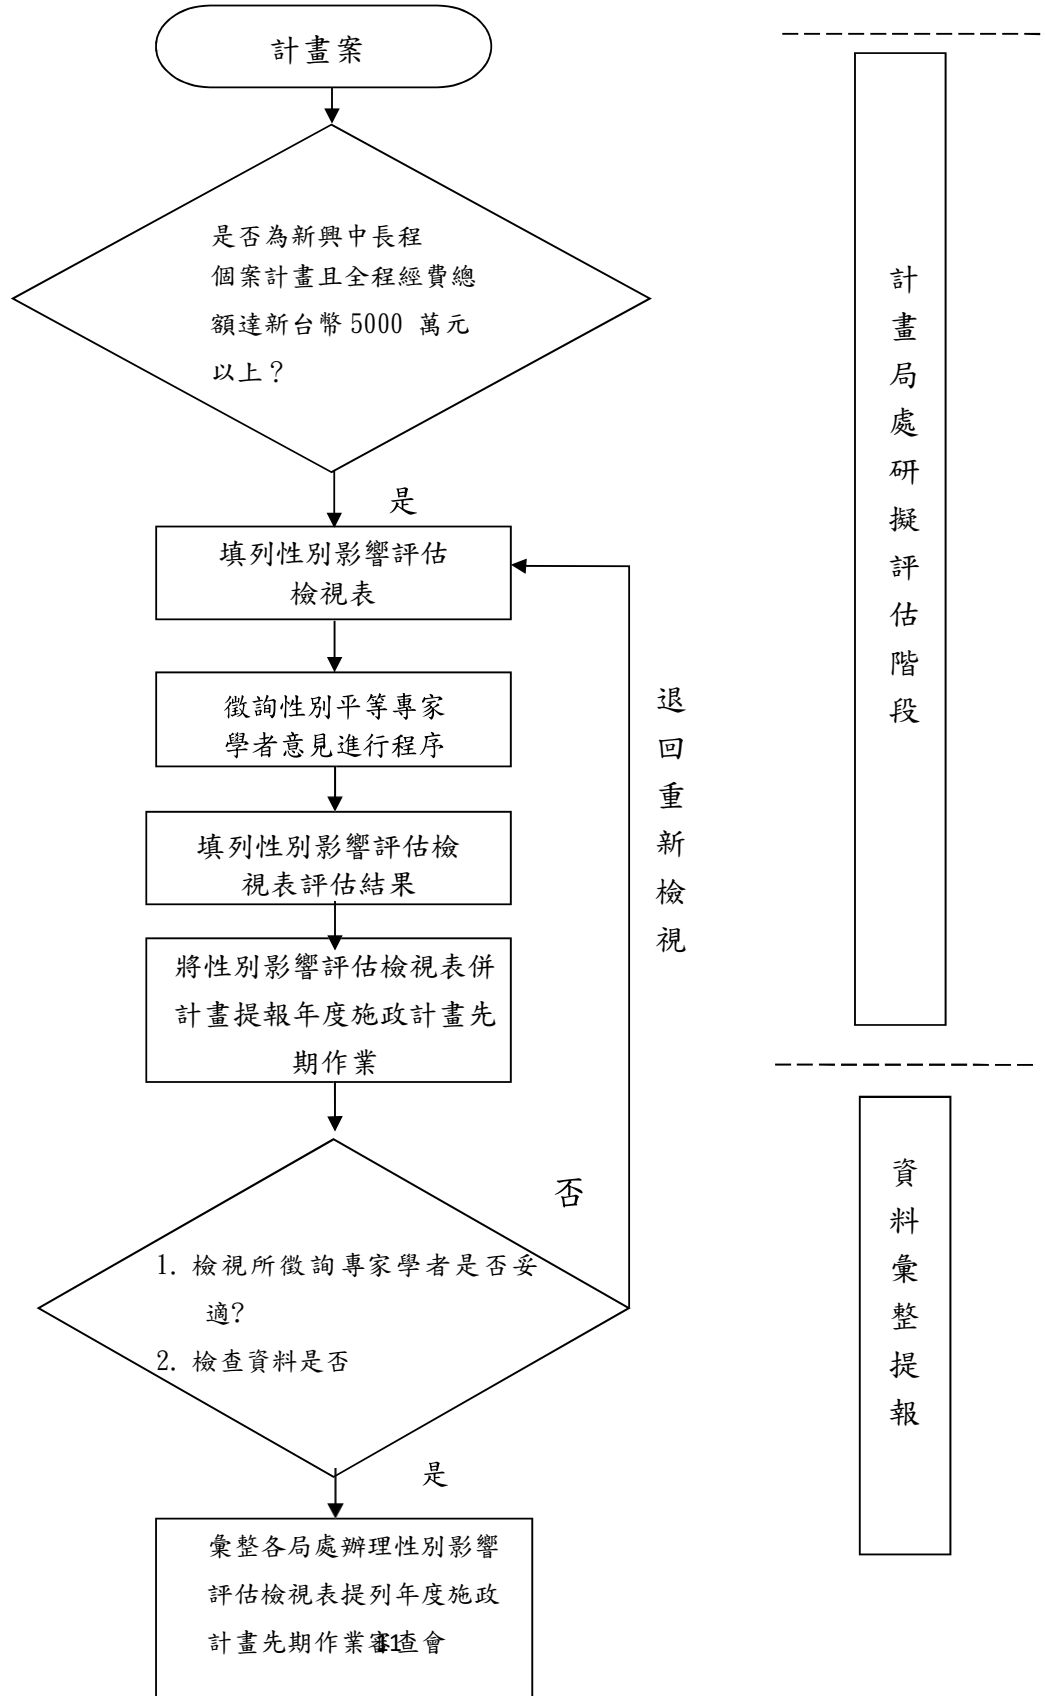 計畫案
是否為新興中長程
個案計畫且全程經費總
額達新台幣 5000 萬元
以上？
是
填列性別影響評估
檢視表
徵詢性別平等專家
學者意見進行程序
填列性別影響評估檢
視表評估結果
將性別影響評估檢視表併
計畫提報年度施政計畫先
期作業
退回重新檢視
否
1. 檢視所徵詢專家學者是否妥
適?
2. 檢查資料是否
是
彙整各局處辦理性別影響
評估檢視表提列年度施政
計畫先期作業審查會
11
計畫局處研擬評估階段
資料彙整提報